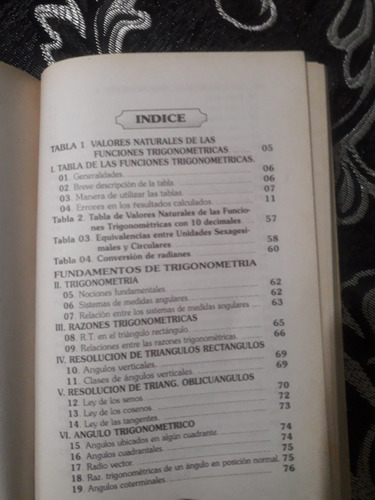 INDICE
TABLA 1. VALORES NATURALES DE LAS
FUNCIONES TRIGONOMETRICAS 05
I. TABLA DE LAS FUNCIONES TRIGONOMETRICAS. 06
01. Generalidades. 06
02. Breve descripción de la tabla 06
03. Manera de utilizar las tablas 07
04. Errores en los resultados calculados. 11
Tabla 2. Tabla de Valores Naturales de las Funcio-
nes Trigonométricas con 10 decimales 57
Tabla 03. Equivalencias entre Unidades Sexagesi-
males y Circulares 58
Tabla 04. Conversión de radianes 60
FUNDAMENTOS DE TRIGONOMETRIA
II. TRIGONOMETRIA
05. Nociones fundamentales. 62
06. Sistemas de medidas angulares 62
07. Relación entre los sistemas de medidas angulares 63
III. RAZONES TRIGONOMETRICAS
08. R.T. en el triángulo rectángulo 65
09. Relaciones entre las razones trigonométricas. 66
IV. RESOLUCION DE TRIANGULOS RECTANGULOS
10. Angulos verticales. 69
11. Clases de ángulos verticales. 69
V. RESOLUCION DE TRIANG. OBLICUANGULOS
12. Ley de los senos 70
13. Ley de los cosenos 72
14. Ley de las tangentes. 73
VI. ANGULO TRIGONOMETRICO
15. Angulos ubicados en algún cuadrante 74
16. Angulos cuadrantales. 74
17. Radio vector. 75
18. Raz. trigonométricas de un ángulo en posición normal. 75
19. Angulos coterminales. 76